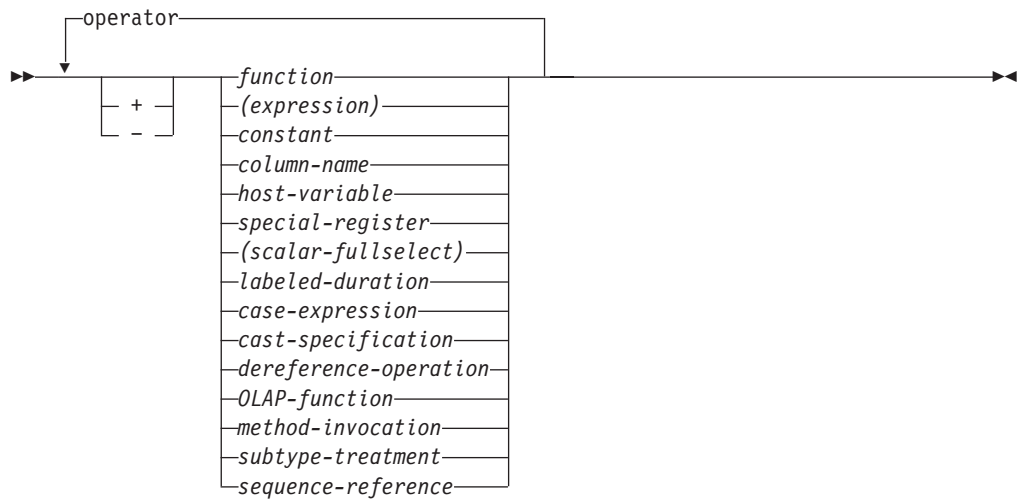 operator
function
+ (expression)
− constant
column-name
host-variable
special-register
(scalar-fullselect)
labeled-duration
case-expression
cast-specification
dereference-operation
OLAP-function
method-invocation
subtype-treatment
sequence-reference